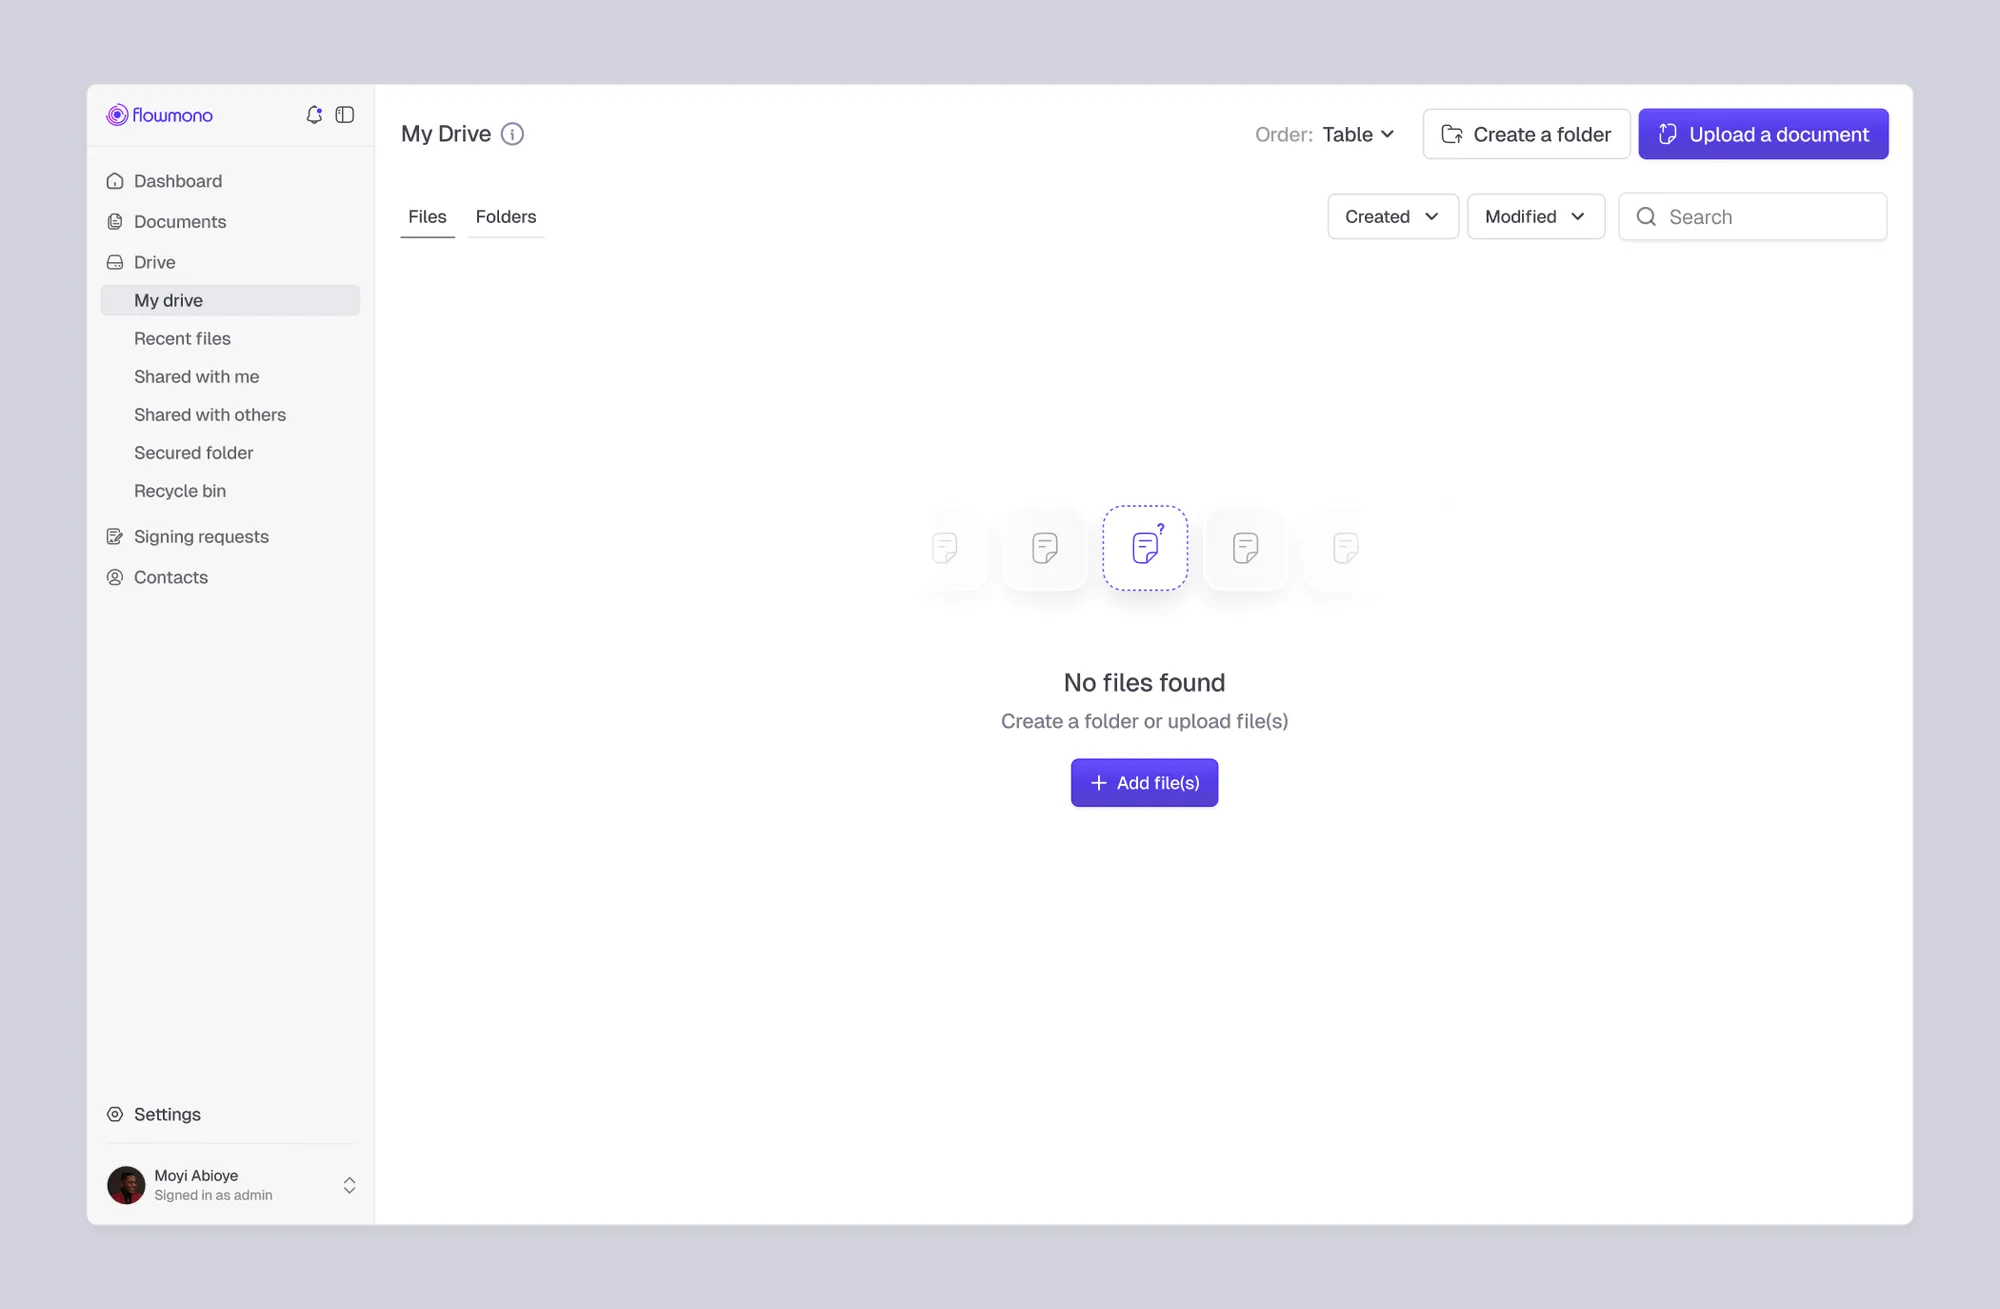 flowmono
Dashboard
Documents
Drive
My drive
Recent files
Shared with me
Shared with others
Secured folder
Recycle bin
Signing requests
Contacts
Settings
Moyi Abioye
Signed in as admin
My Drive
Order: Table
Create a folder
Upload a document
Files
Folders
Created
Modified
Search
?
No files found
Create a folder or upload file(s)
+ Add file(s)